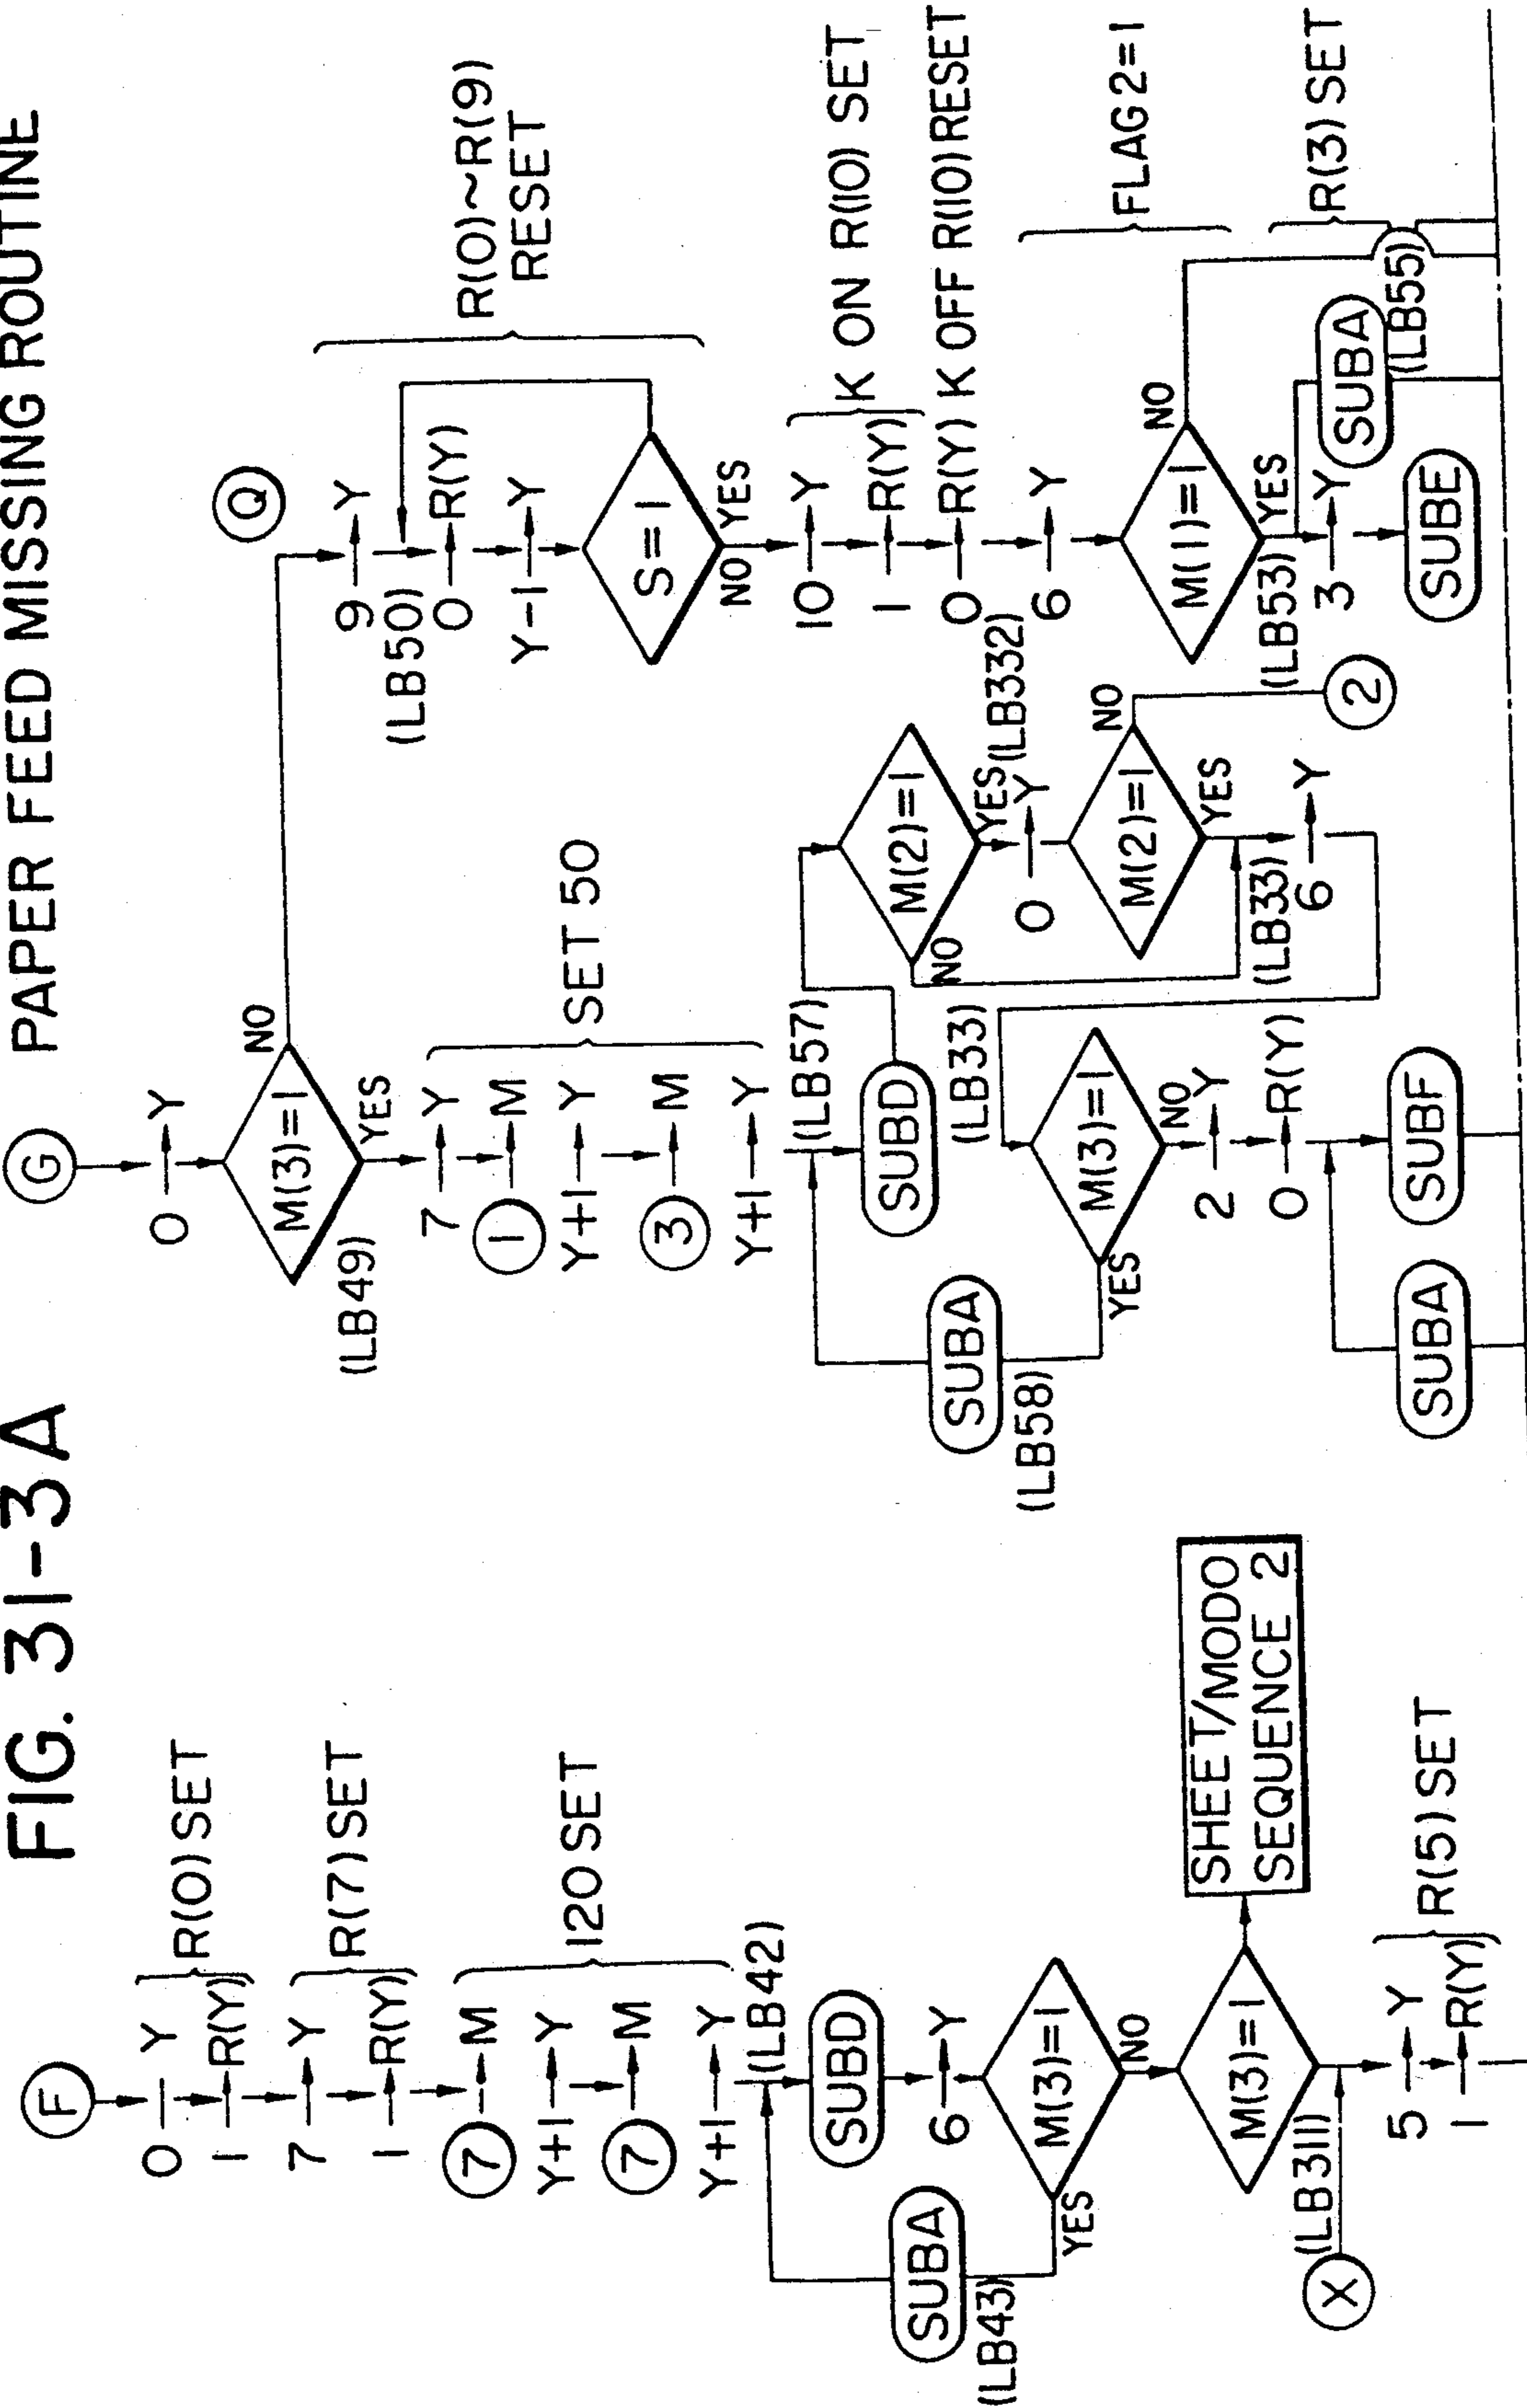 FIG. 31-3A
PAPER FEED MISSING ROUTINE
F
0 → Y
1 → R(Y)
R(0) SET
7 → Y
1 → R(Y)
R(7) SET
7 → M
Y+1 → Y
7 → M
Y+1 → Y
120 SET
(LB42)
SUBD
SUBA
(LB43)
6 → Y
M(3)=1
YES
NO
M(3)=1
SHEET/MODO
SEQUENCE 2
(LB311)
X
5 → Y
1 → R(Y)
R(5) SET
G
0 → Y
M(3)=1
NO
YES
(LB49)
7 → Y
1 → M
Y+1 → Y
3 → M
Y+1 → Y
SET 50
(LB57)
SUBD
SUBA
(LB58)
(LB33)
M(3)=1
YES
NO
2 → Y
0 → R(Y)
SUBF
SUBA
M(2)=1
NO
YES
(LB332)
0 → Y
M(2)=1
NO
YES
2
(LB33)
6 → Y
Q
9 → Y
(LB50)
0 → R(Y)
Y-1 → Y
R(0)~R(9)
RESET
S=1
NO
YES
10 → Y
1 → R(Y)
K ON R(10) SET
0 → R(Y) K OFF R(10) RESET
6 → Y
M(1)=1
NO
YES
FLAG2=1
(LB53)
3 → Y
SUBA
(LB55)
R(3) SET
SUBE